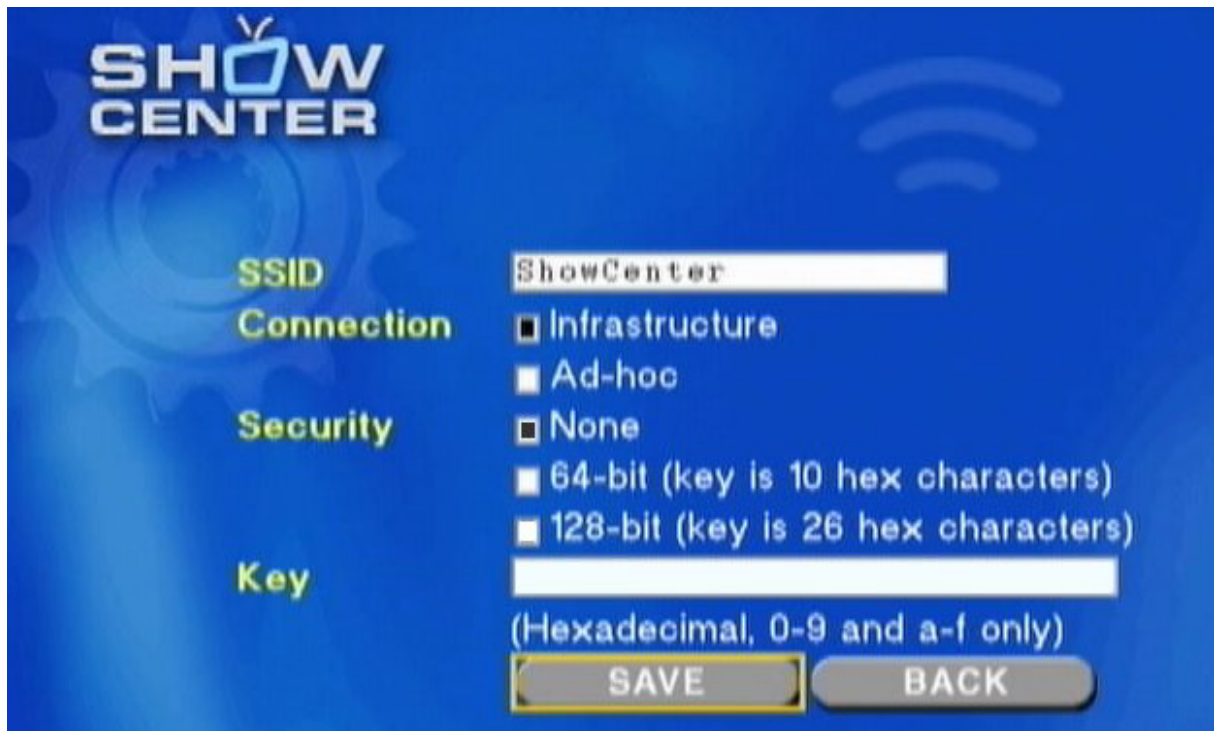 SHOW
CENTER
SSID ShowCenter
Connection Infrastructure
Ad-hoc
Security None
64-bit (key is 10 hex characters)
128-bit (key is 26 hex characters)
Key
(Hexadecimal, 0-9 and a-f only)
SAVE BACK